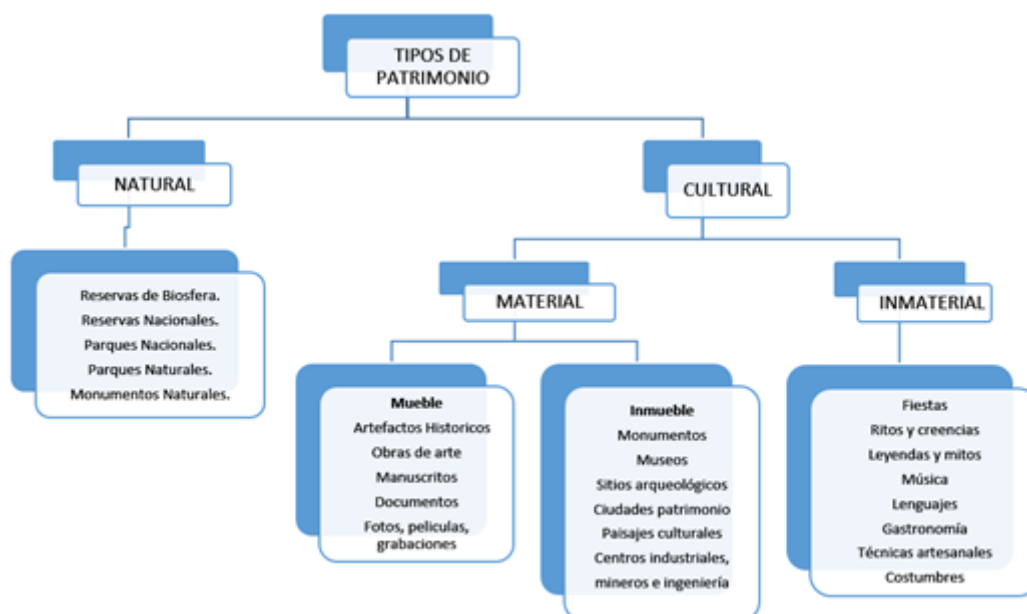 TIPOS DE
PATRIMONIO
NATURAL
CULTURAL
Reservas de Biosfera.
Reservas Nacionales.
Parques Nacionales.
Parques Naturales.
Monumentos Naturales.
MATERIAL
INMATERIAL
Mueble
Artefactos Historicos
Obras de arte
Manuscritos
Documentos
Fotos, peliculas,
grabaciones
Inmueble
Monumentos
Museos
Sitios arqueológicos
Ciudades patrimonio
Paisajes culturales
Centros industriales,
mineros e ingeniería
Fiestas
Ritos y creencias
Leyendas y mitos
Música
Lenguajes
Gastronomía
Técnicas artesanales
Costumbres